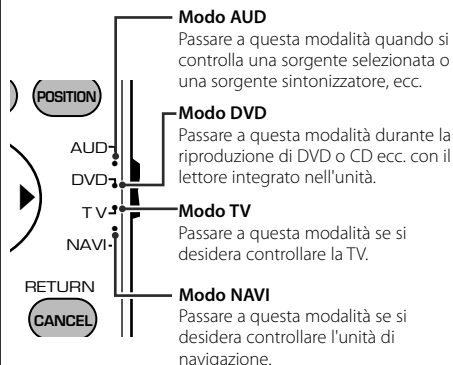 Modo AUD
Passare a questa modalità quando si
controlla una sorgente selezionata o
una sorgente sintonizzatore, ecc.
POSITION
Modo DVD
Passare a questa modalità durante la
riproduzione di DVD o CD ecc. con il
lettore integrato nell'unità.
AUD
DVD
TV
NAVI
Modo TV
Passare a questa modalità se si
desidera controllare la TV.
RETURN
CANCEL
Modo NAVI
Passare a questa modalità se si
desidera controllare l'unità di
navigazione.